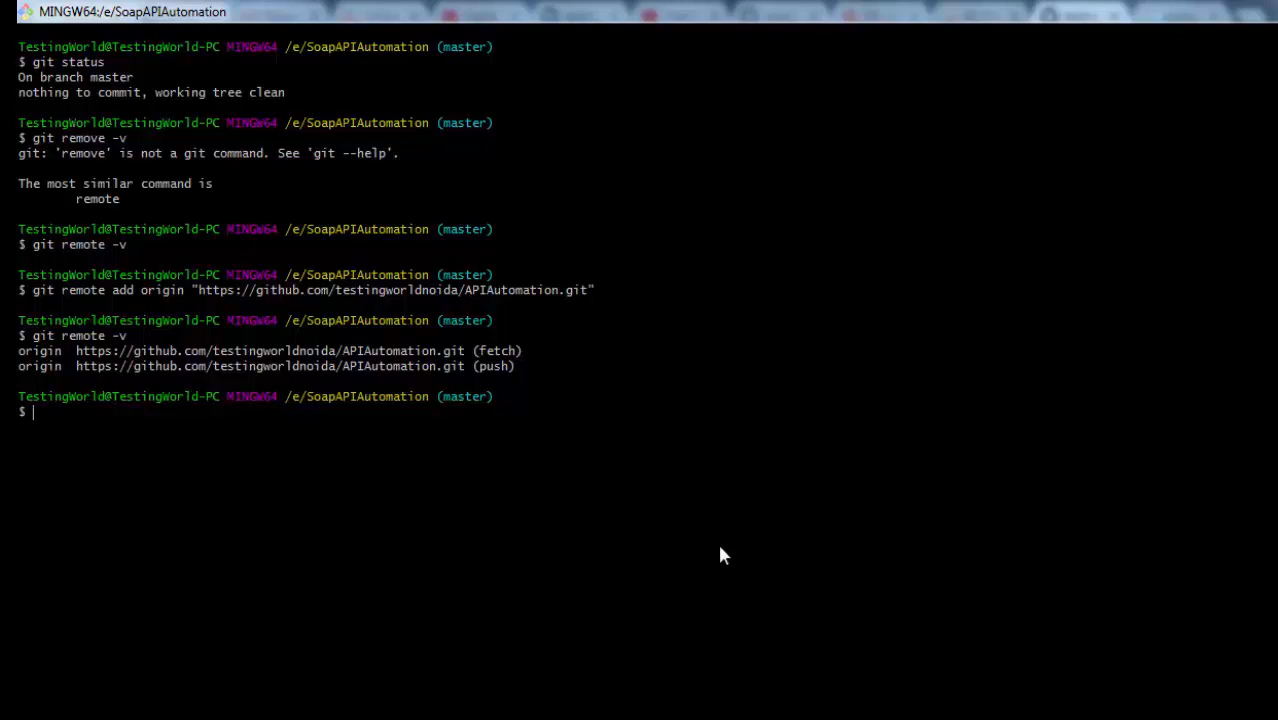 MINGW64:/e/SoapAPIAutomation
TestingWorld@TestingWorld-PC MINGW64 /e/SoapAPIAutomation (master)
$ git status
On branch master
nothing to commit, working tree clean
TestingWorld@TestingWorld-PC MINGW64 /e/SoapAPIAutomation (master)
$ git remove -v
git: 'remove' is not a git command. See 'git --help'.
The most similar command is
remote
TestingWorld@TestingWorld-PC MINGW64 /e/SoapAPIAutomation (master)
$ git remote -v
TestingWorld@TestingWorld-PC MINGW64 /e/SoapAPIAutomation (master)
$ git remote add origin "https://github.com/testingworldnoida/APIAutomation.git"
TestingWorld@TestingWorld-PC MINGW64 /e/SoapAPIAutomation (master)
$ git remote -v
origin  https://github.com/testingworldnoida/APIAutomation.git (fetch)
origin  https://github.com/testingworldnoida/APIAutomation.git (push)
TestingWorld@TestingWorld-PC MINGW64 /e/SoapAPIAutomation (master)
$